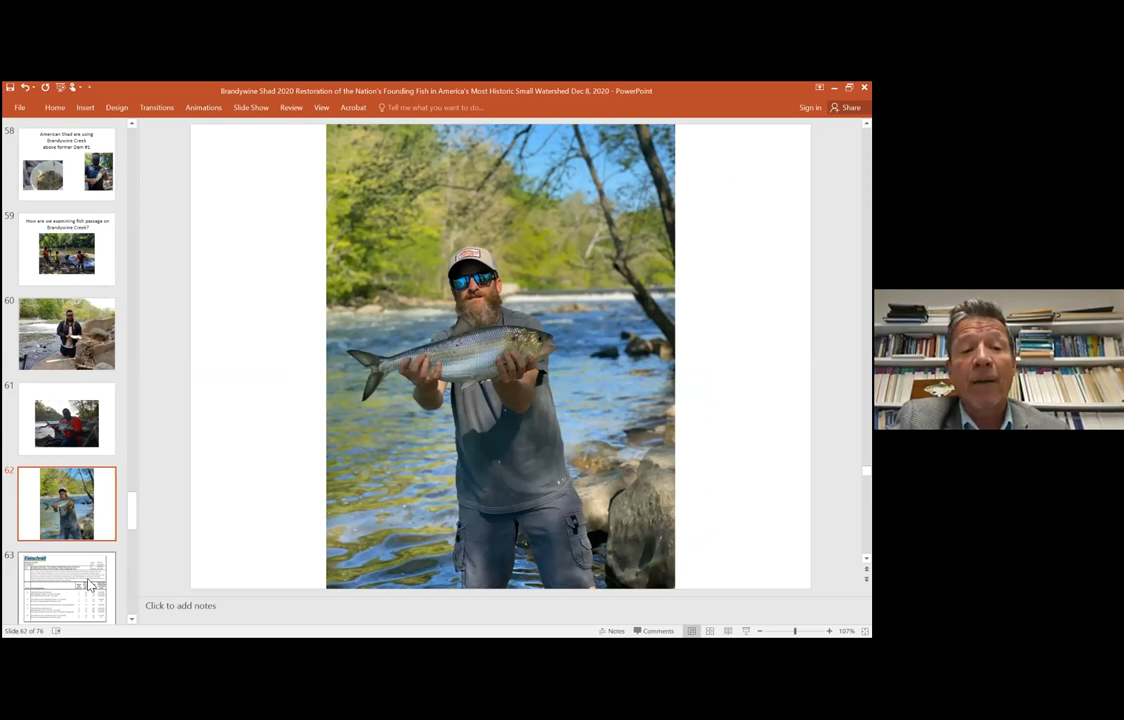 Brandywine Shad 2020 Restoration of the Nation's Founding Fish in America's Most Historic Small Watershed Dec 8, 2020 - PowerPoint
File Home Insert Design Transitions Animations Slide Show Review View Acrobat Tell me what you want to do... Sign in Share
58
American Shad are using
Brandywine Creek
above former Dam #1
59
How are we examining fish passage on
Brandywine Creek?
60
61
62
63
Kleinschmidt
Click to add notes
Slide 62 of 76 Notes Comments 107%